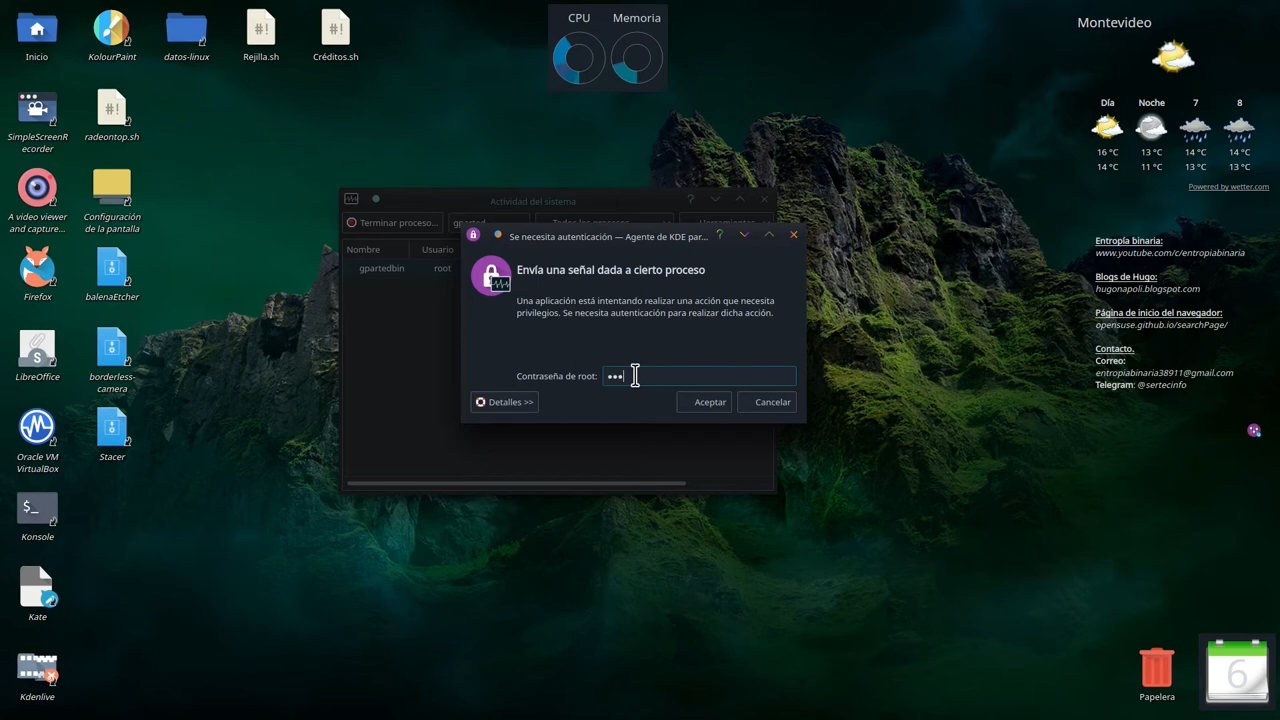 Inicio
KolourPaint
datos-linux
Rejilla.sh
Créditos.sh
CPU
Memoria
Montevideo
SimpleScreenR
ecorder
radeontop.sh
Día
Noche
7
8
16 °C
13 °C
14 °C
14 °C
14 °C
11 °C
13 °C
13 °C
Powered by wetter.com
A video viewer
and capture...
Configuración
de la pantalla
Actividad del sistema
Terminar proceso...
gparted
Todos los procesos
Herramientas
Nombre
Usuario
gpartedbin
root
Se necesita autenticación — Agente de KDE par...
Envía una señal dada a cierto proceso
Una aplicación está intentando realizar una acción que necesita
privilegios. Se necesita autenticación para realizar dicha acción.
Contraseña de root:
Detalles >>
Aceptar
Cancelar
Entropía binaria:
www.youtube.com/c/entropiabinaria
Blogs de Hugo:
hugonapoli.blogspot.com
Página de inicio del navegador:
opensuse.github.io/searchPage/
Contacto.
Correo:
entropiabinaria38911@gmail.com
Telegram: @sertecinfo
Firefox
balenaEtcher
LibreOffice
borderless-
camera
Oracle VM
VirtualBox
Stacer
Konsole
Kate
Kdenlive
Papelera
6